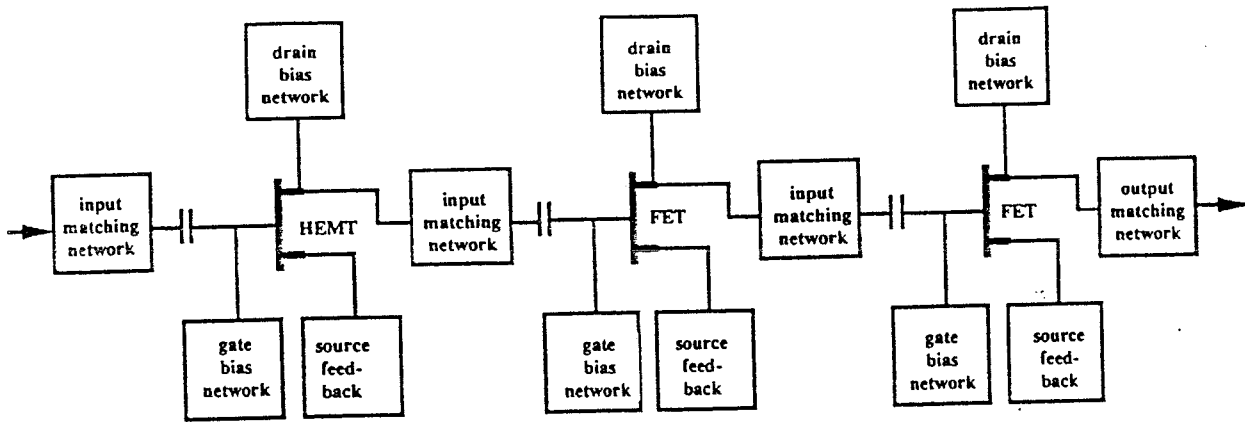 drain
bias
network
drain
bias
network
drain
bias
network
input
matching
network
HEMT
input
matching
network
FET
input
matching
network
FET
output
matching
network
gate
bias
network
source
feed-
back
gate
bias
network
source
feed-
back
gate
bias
network
source
feed-
back